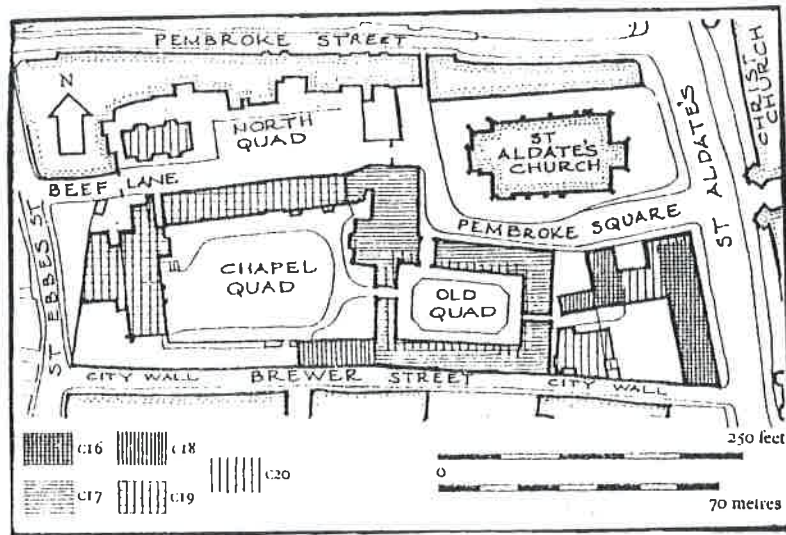 PEMBROKE STREET
N
NORTH
QUAD
ST
ALDATE'S
CHURCH
ST ALDATE'S
CHRIST
CHURCH
BEEF LANE
PEMBROKE SQUARE
ST EBBES ST
CHAPEL
QUAD
OLD
QUAD
CITY WALL
BREWER STREET
CITY WALL
C16
C18
C20
C17
C19
250 feet
0
70 metres